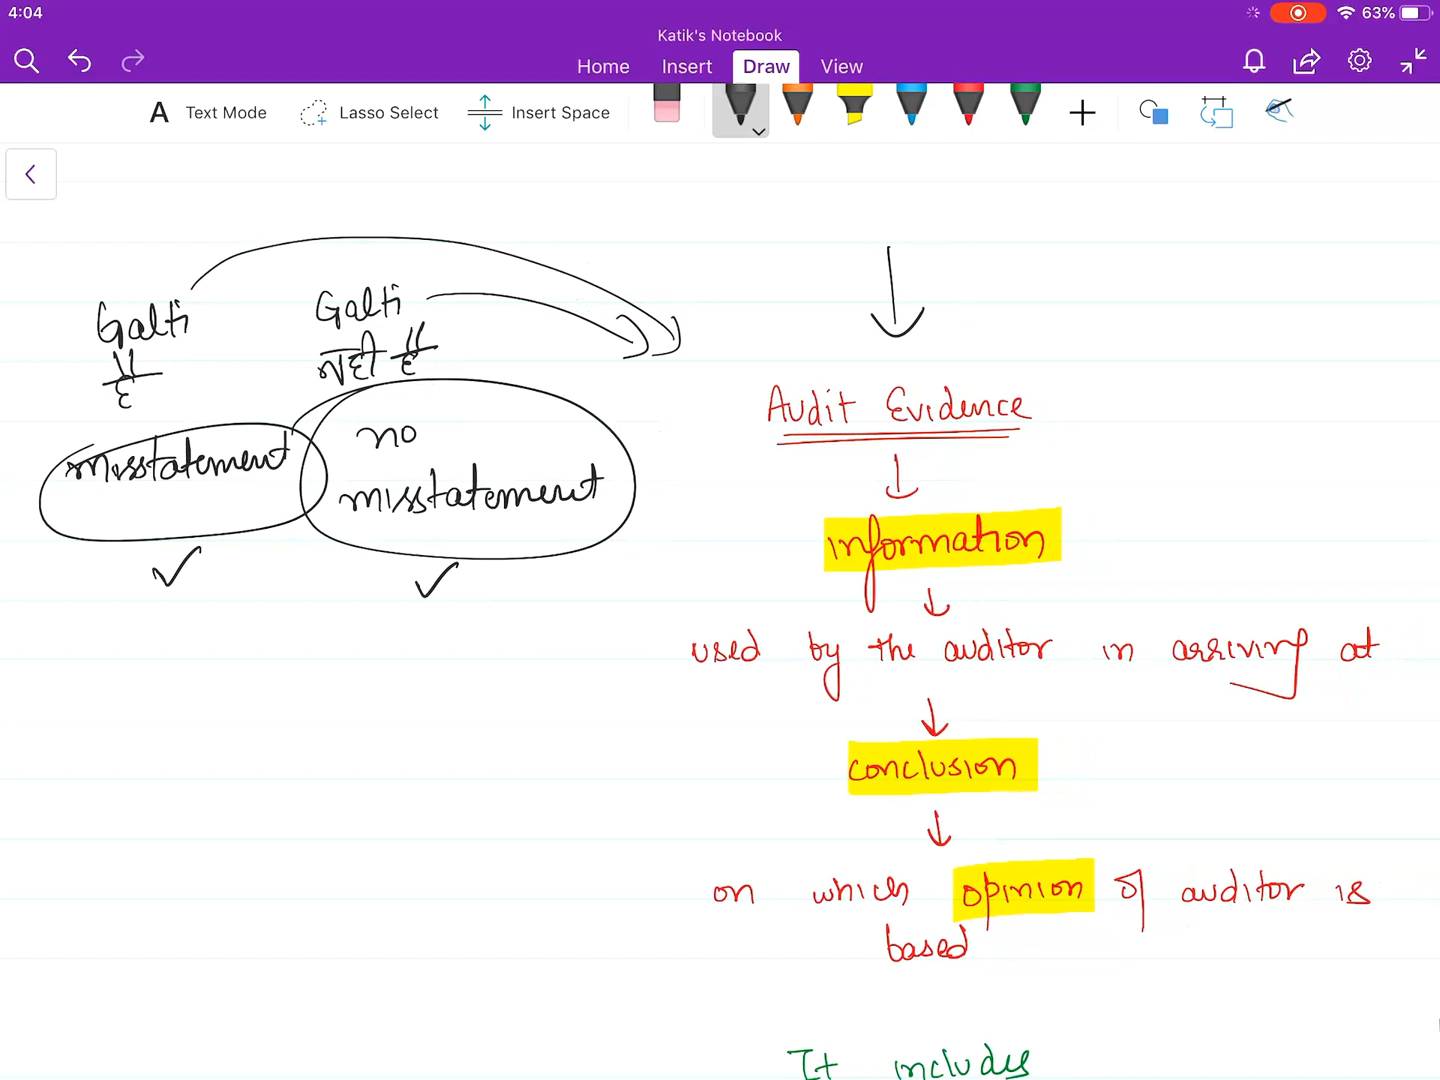 4:04
63%
Katik's Notebook
Home Insert Draw View
A Text Mode Lasso Select Insert Space
Galti
है
Galti
नही है
misstatement
no
misstatement
Audit Evidence
information
used by the auditor in arriving at
conclusion
on which opinion of auditor is
based
It includes